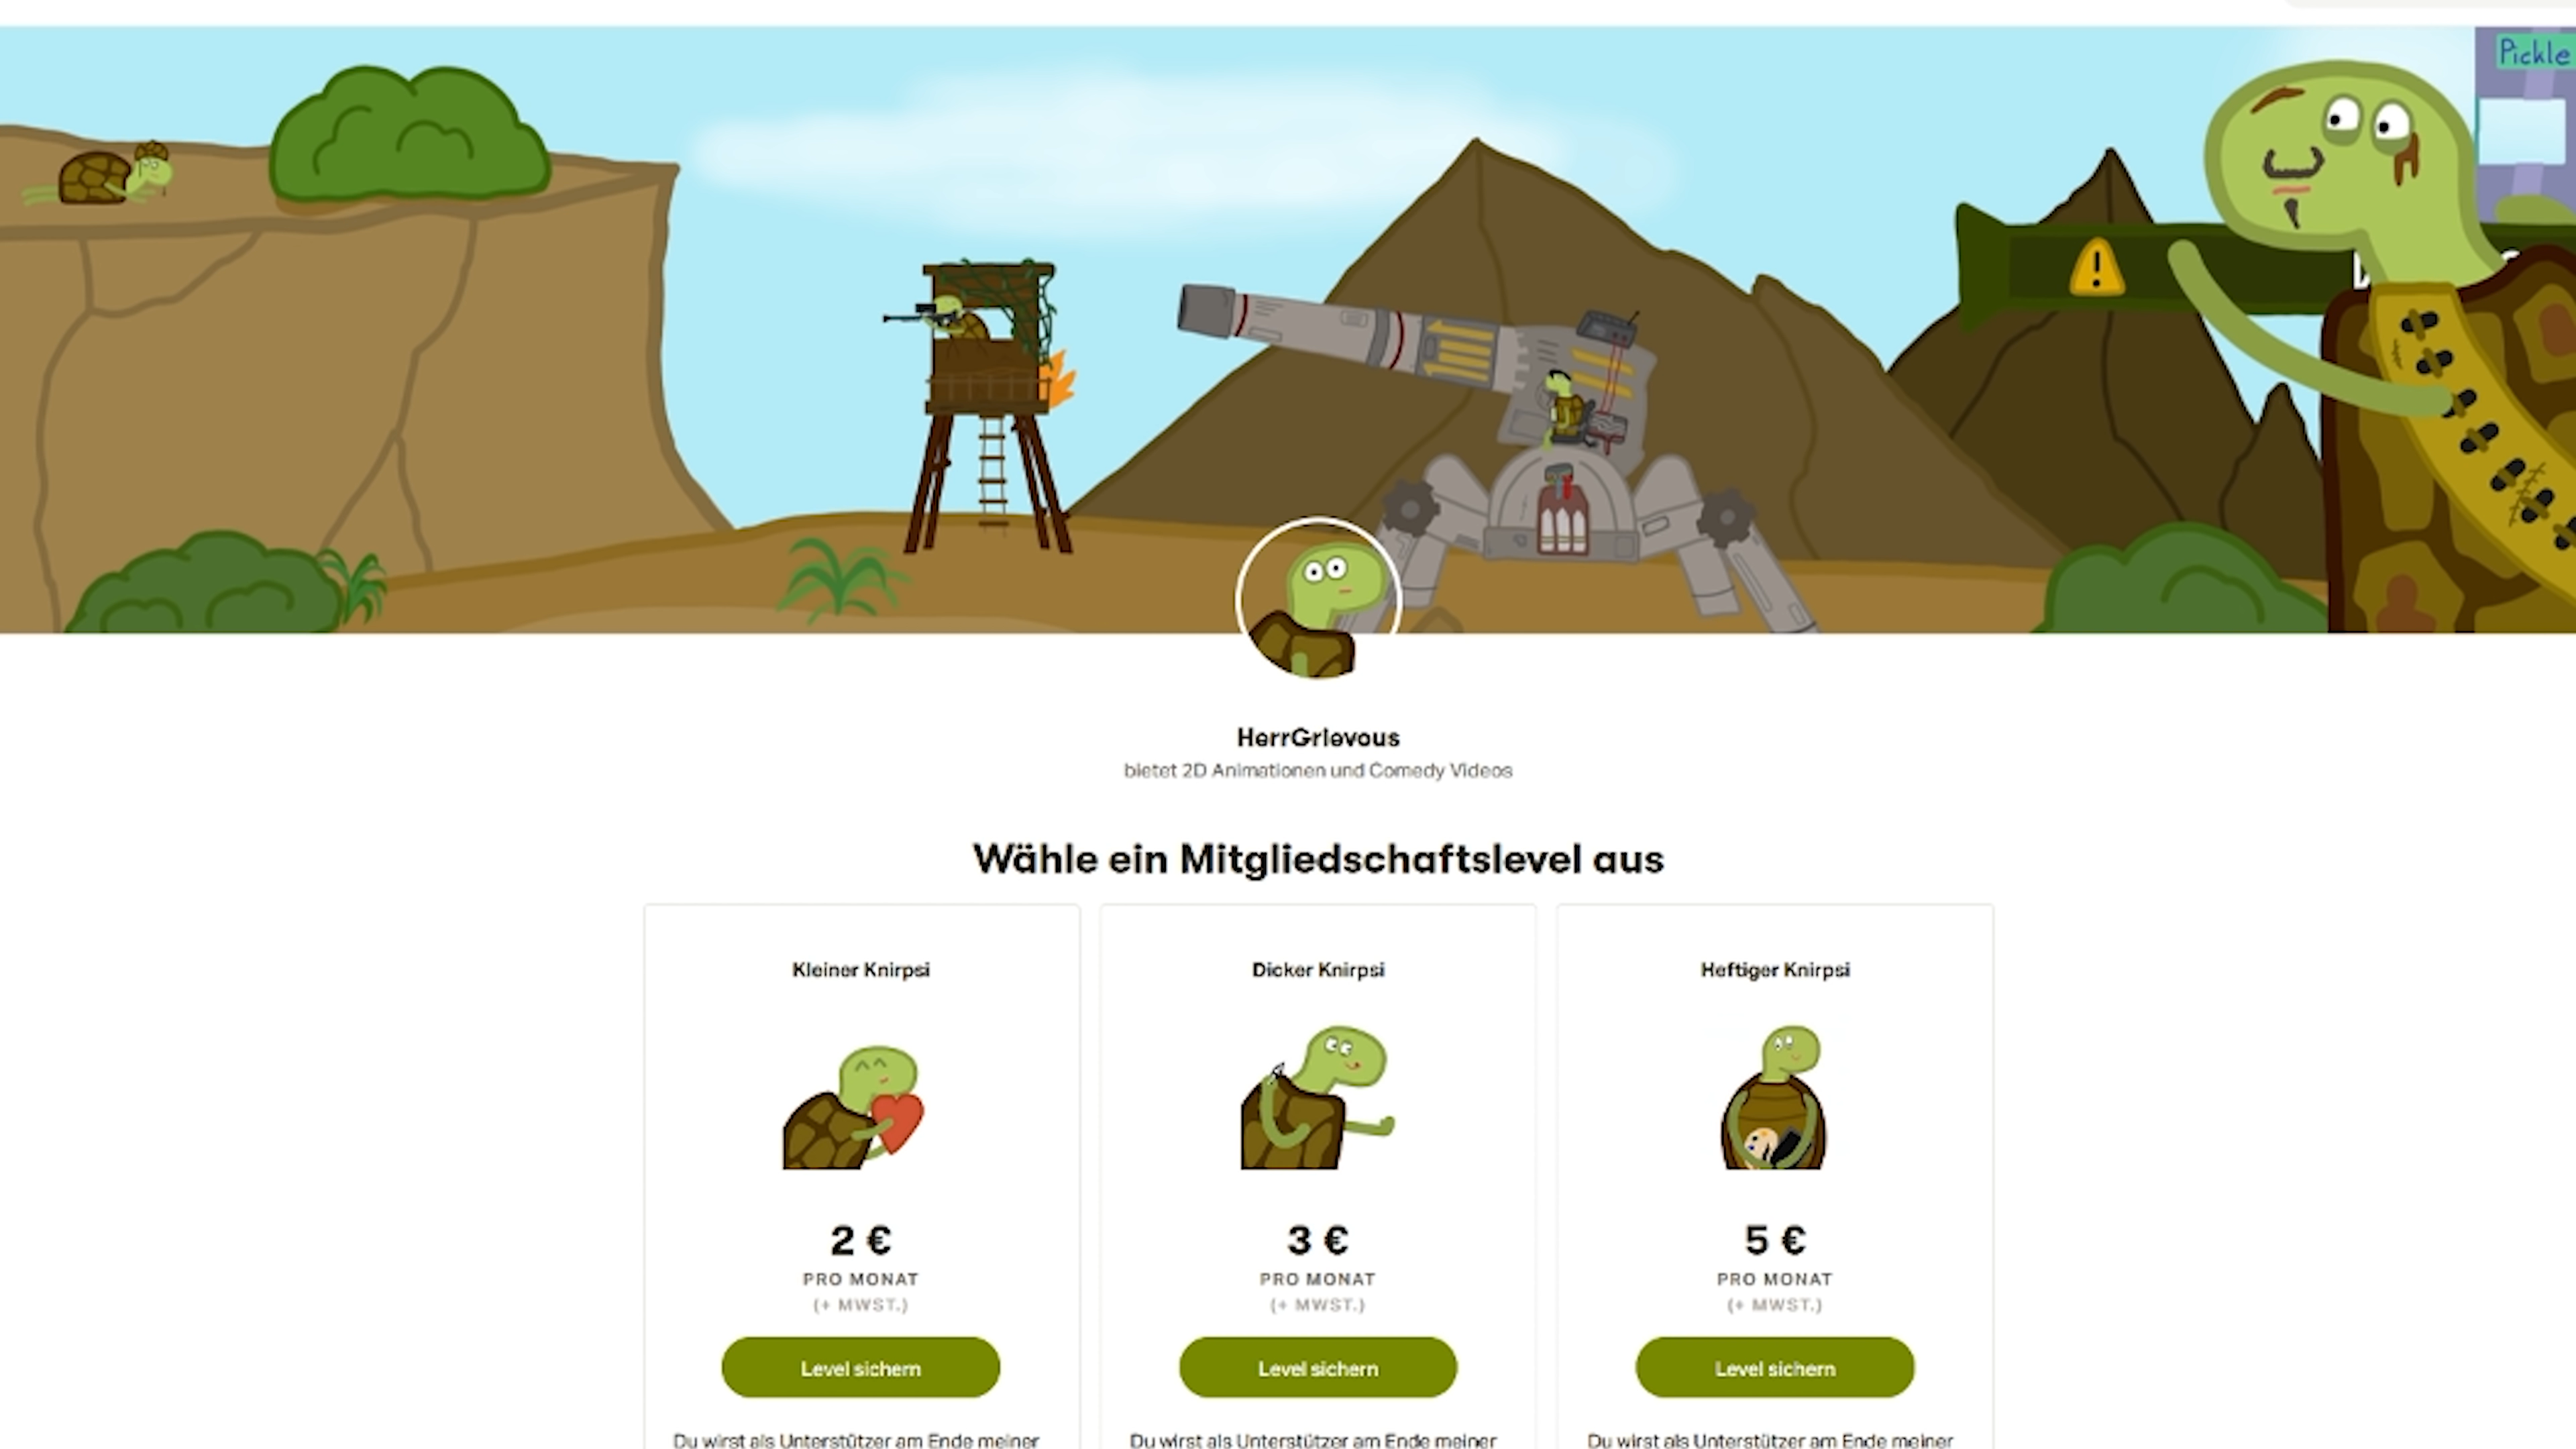 Pickle
HerrGrievous
bietet 2D Animationen und Comedy Videos
Wähle ein Mitgliedschaftslevel aus
Kleiner Knirpsi
Dicker Knirpsi
Heftiger Knirpsi
2 €
3 €
5 €
PRO MONAT
PRO MONAT
PRO MONAT
(+ MWST.)
(+ MWST.)
(+ MWST.)
Level sichern
Level sichern
Level sichern
Du wirst als Unterstützer am Ende meiner
Du wirst als Unterstützer am Ende meiner
Du wirst als Unterstützer am Ende meiner